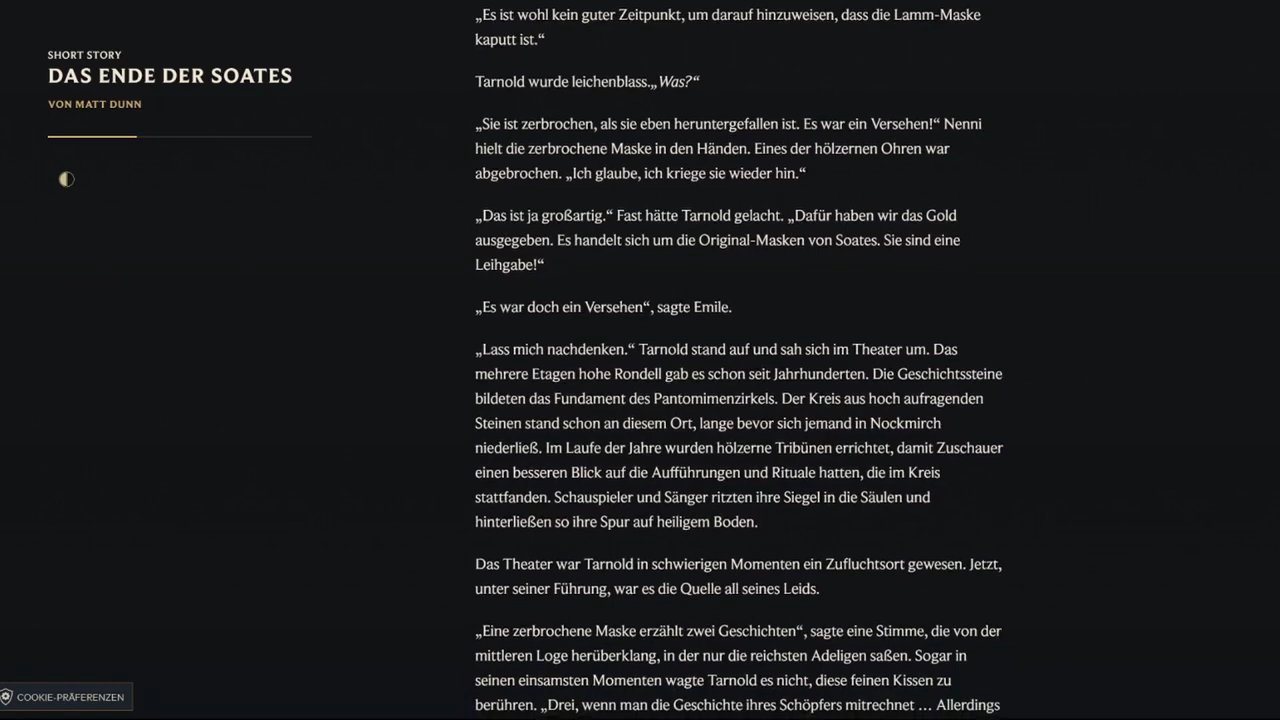 SHORT STORY
DAS ENDE DER SOATES
VON MATT DUNN
„Es ist wohl kein guter Zeitpunkt, um darauf hinzuweisen, dass die Lamm-Maske
kaputt ist.“
Tarnold wurde leichenblass.„Was?“
„Sie ist zerbrochen, als sie eben heruntergefallen ist. Es war ein Versehen!“ Nenni
hielt die zerbrochene Maske in den Händen. Eines der hölzernen Ohren war
abgebrochen. „Ich glaube, ich kriege sie wieder hin.“
„Das ist ja großartig.“ Fast hätte Tarnold gelacht. „Dafür haben wir das Gold
ausgegeben. Es handelt sich um die Original-Masken von Soates. Sie sind eine
Leihgabe!“
„Es war doch ein Versehen“, sagte Emile.
„Lass mich nachdenken.“ Tarnold stand auf und sah sich im Theater um. Das
mehrere Etagen hohe Rondell gab es schon seit Jahrhunderten. Die Geschichtssteine
bildeten das Fundament des Pantomimenzirkels. Der Kreis aus hoch aufragenden
Steinen stand schon an diesem Ort, lange bevor sich jemand in Nockmirch
niederließ. Im Laufe der Jahre wurden hölzerne Tribünen errichtet, damit Zuschauer
einen besseren Blick auf die Aufführungen und Rituale hatten, die im Kreis
stattfanden. Schauspieler und Sänger ritzten ihre Siegel in die Säulen und
hinterließen so ihre Spur auf heiligem Boden.
Das Theater war Tarnold in schwierigen Momenten ein Zufluchtsort gewesen. Jetzt,
unter seiner Führung, war es die Quelle all seines Leids.
„Eine zerbrochene Maske erzählt zwei Geschichten“, sagte eine Stimme, die von der
mittleren Loge herüberklang, in der nur die reichsten Adeligen saßen. Sogar in
seinen einsamsten Momenten wagte Tarnold es nicht, diese feinen Kissen zu
berühren. „Drei, wenn man die Geschichte ihres Schöpfers mitrechnet … Allerdings
COOKIE-PRÄFERENZEN